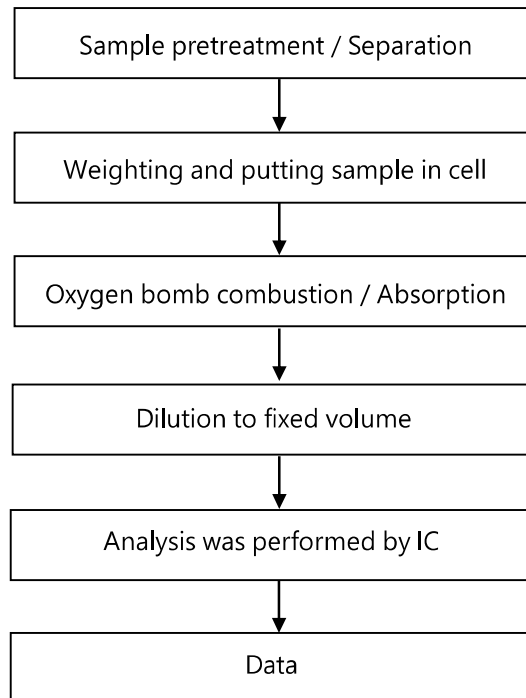 Sample pretreatment / Separation
Weighting and putting sample in cell
Oxygen bomb combustion / Absorption
Dilution to fixed volume
Analysis was performed by IC
Data